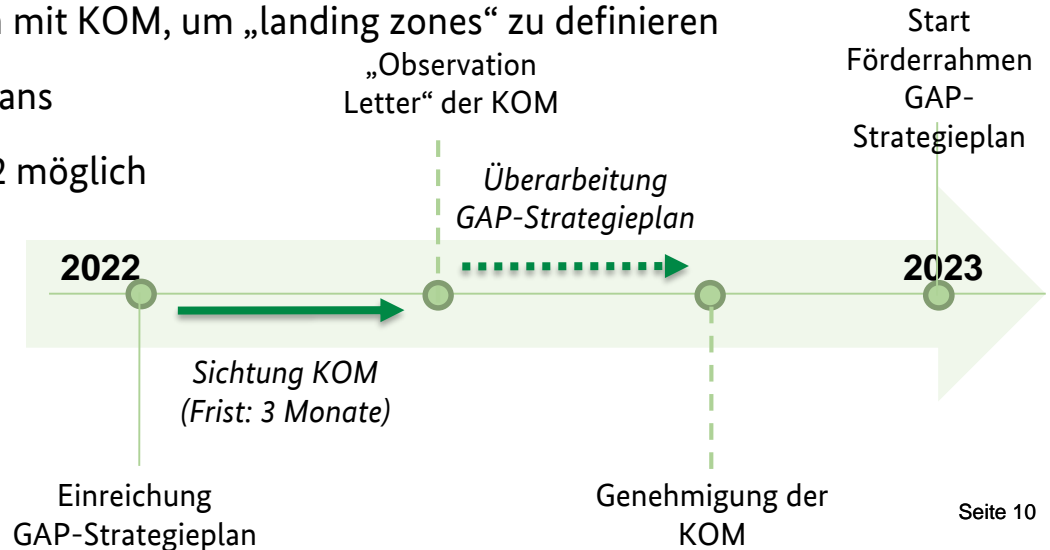 mit KOM, um „landing zones“ zu definieren
Start
Förderrahmen
GAP-
Strategieplan
„Observation
Letter“ der KOM
ans
2 möglich
Überarbeitung
GAP-Strategieplan
2022
2023
Sichtung KOM
(Frist: 3 Monate)
Einreichung
GAP-Strategieplan
Genehmigung der
KOM
Seite 10